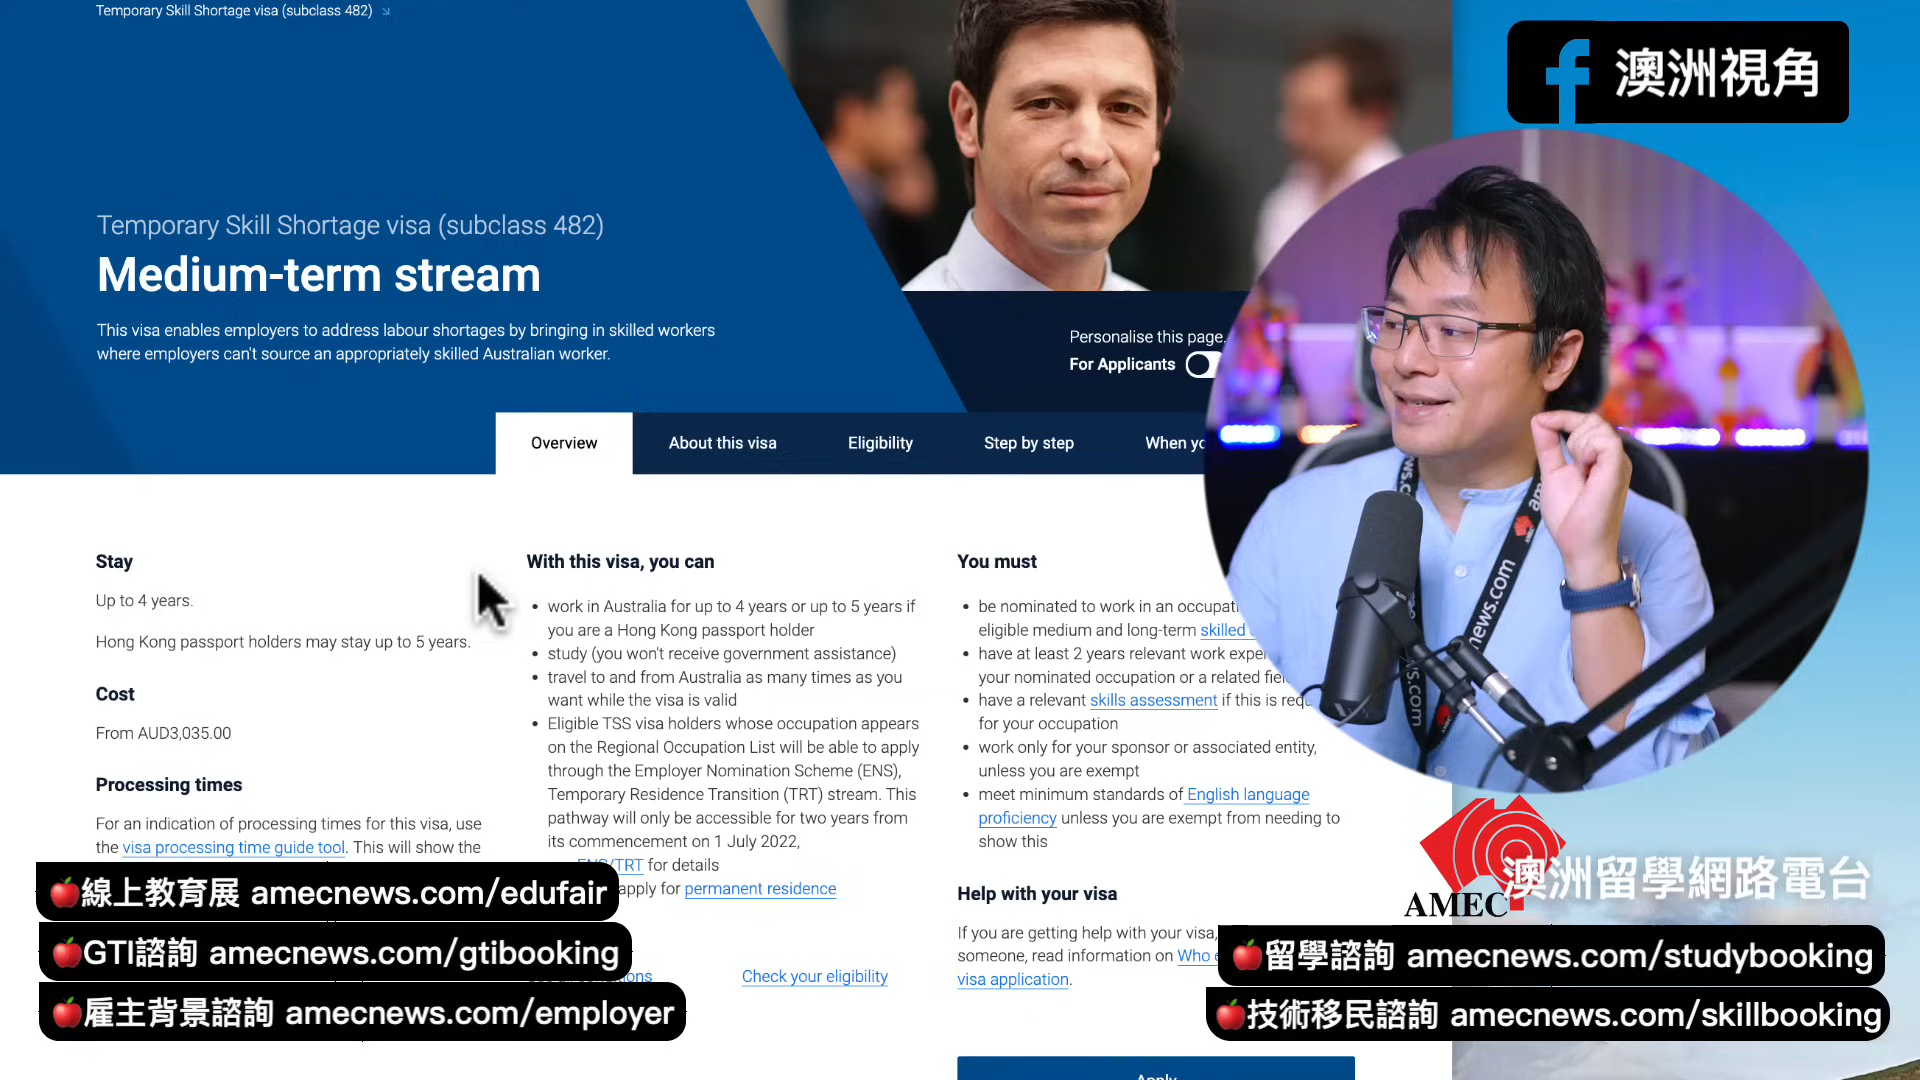 Temporary Skill Shortage visa (subclass 482)
澳洲視角
Temporary Skill Shortage visa (subclass 482)
Medium-term stream
This visa enables employers to address labour shortages by bringing in skilled workers
where employers can't source an appropriately skilled Australian worker.
Personalise this page.
For Applicants
Overview
About this visa
Eligibility
Step by step
When
Stay
Up to 4 years.
Hong Kong passport holders may stay up to 5 years.
Cost
From AUD3,035.00
Processing times
For an indication of processing times for this visa, use
the visa processing time guide tool. This will show the
With this visa, you can
work in Australia for up to 4 years or up to 5 years if
you are a Hong Kong passport holder
study (you won't receive government assistance)
travel to and from Australia as many times as you
want while the visa is valid
Eligible TSS visa holders whose occupation appears
on the Regional Occupation List will be able to apply
through the Employer Nomination Scheme (ENS),
Temporary Residence Transition (TRT) stream. This
pathway will only be accessible for two years from
its commencement on 1 July 2022,
ENS/TRT for details
apply for permanent residence
Check your eligibility
You must
be nominated to work in an
eligible medium and long-term skilled
have at least 2 years relevant work
your nominated occupation or a related
have a relevant skills assessment if this is
for your occupation
work only for your sponsor or associated entity,
unless you are exempt
meet minimum standards of English language
proficiency unless you are exempt from needing to
show this
Help with your visa
If you are getting help with your visa,
someone, read information on Who
visa application.
Apply
news.com
AMEC
澳洲留學網路電台
線上教育展 amecnews.com/edufair
GTI諮詢 amecnews.com/gtibooking
雇主背景諮詢 amecnews.com/employer
留學諮詢 amecnews.com/studybooking
技術移民諮詢 amecnews.com/skillbooking